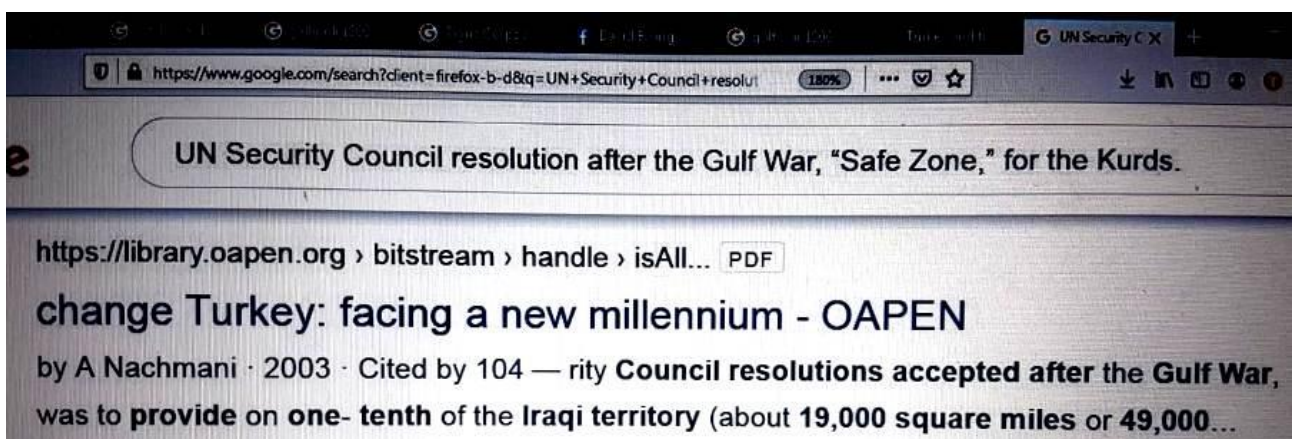 G UN Security C X +
https://www.google.com/search?client=firefox-b-d&q=UN+Security+Council+resolut 180% ...
e UN Security Council resolution after the Gulf War, “Safe Zone,” for the Kurds.
https://library.oapen.org › bitstream › handle › isAll... PDF
change Turkey: facing a new millennium - OAPEN
by A Nachmani · 2003 · Cited by 104 — rity Council resolutions accepted after the Gulf War,
was to provide on one- tenth of the Iraqi territory (about 19,000 square miles or 49,000...